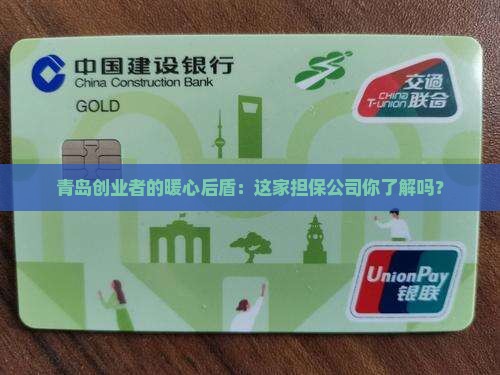 中国建设银行
China Construction Bank
GOLD
交通
联合
CHINA
T-UNION
青岛创业者的暖心后盾：这家担保公司你了解吗？
UnionPay
银联